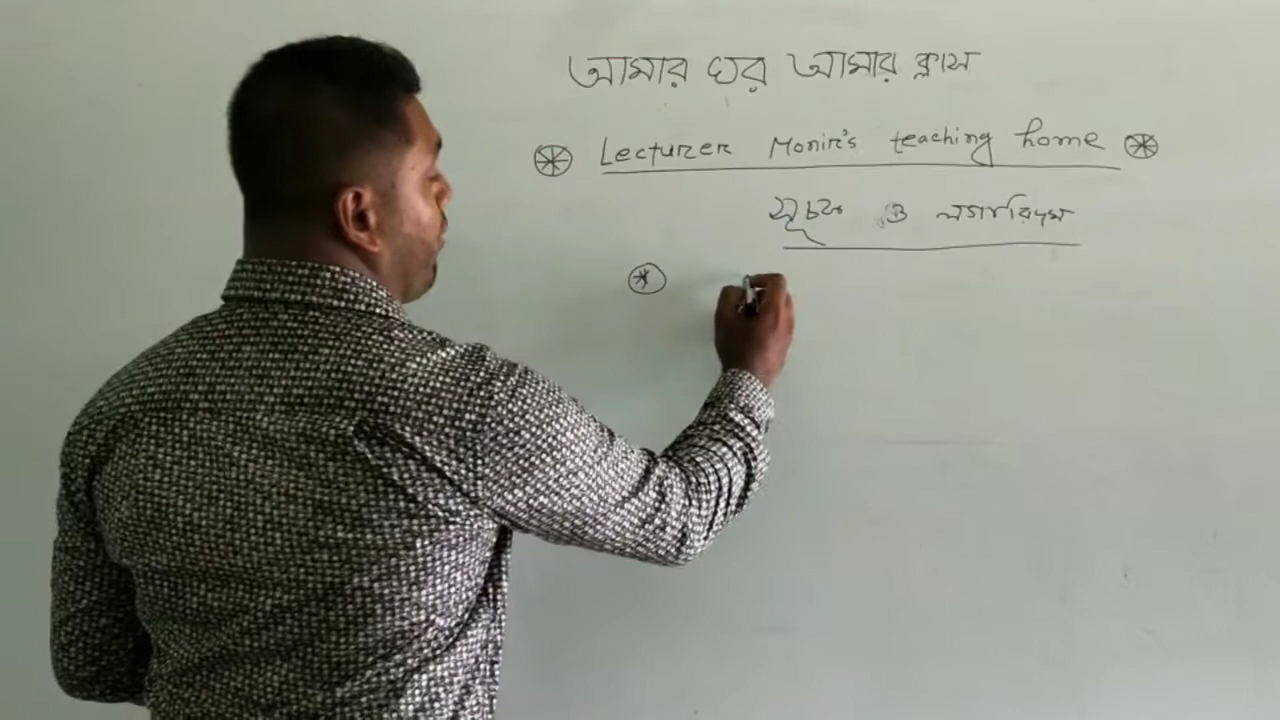 আমার ঘর আমার ক্লাস
Lecturer Monir's teaching home
সূচক ও লগারিদম